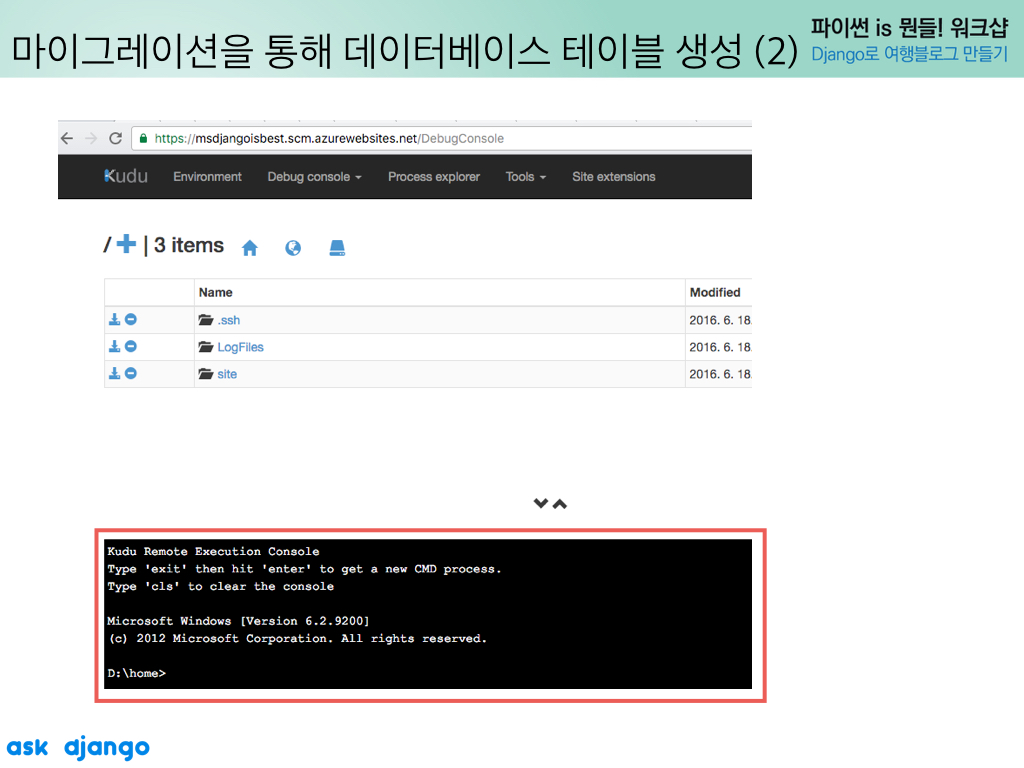 마이그레이션을 통해 데이터베이스 테이블 생성 (2)
파이썬 is 뭔들! 워크샵
Django로 여행블로그 만들기
https://msdjangoisbest.scm.azurewebsites.net/DebugConsole
Kudu Environment Debug console Process explorer Tools Site extensions
/ + | 3 items
Name Modified
.ssh 2016. 6. 18.
LogFiles 2016. 6. 18.
site 2016. 6. 18.
Kudu Remote Execution Console
Type 'exit' then hit 'enter' to get a new CMD process.
Type 'cls' to clear the console
Microsoft Windows [Version 6.2.9200]
(c) 2012 Microsoft Corporation. All rights reserved.
D:\home>
ask django